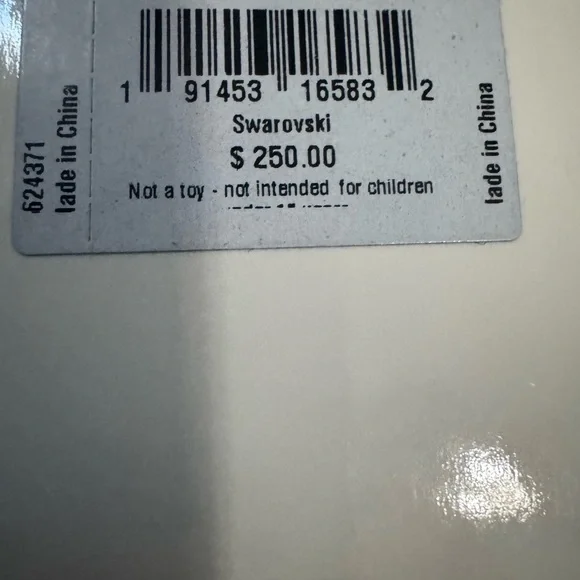 1 91453 16583 2
Swarovski
$ 250.00
Not a toy - not intended for children
624371
lade in China
lade in China